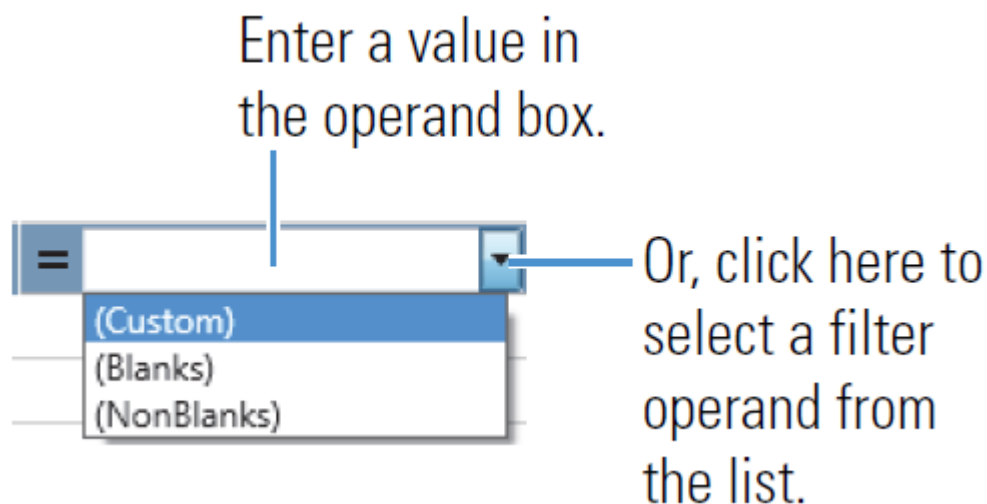 Enter a value in
the operand box.
=
(Custom)
(Blanks)
(NonBlanks)
Or, click here to
select a filter
operand from
the list.